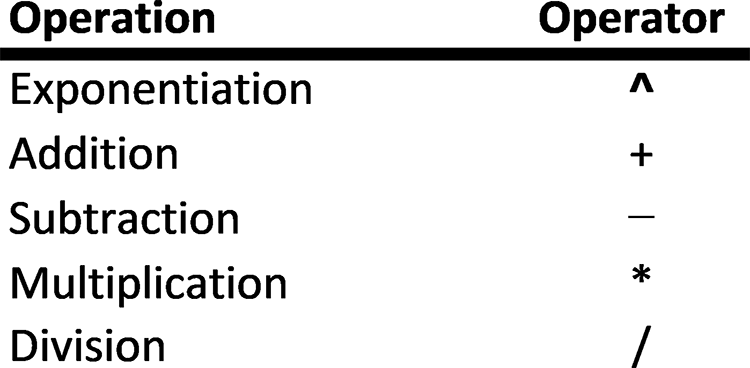 Operation Operator
Exponentiation ^
Addition +
Subtraction –
Multiplication *
Division /